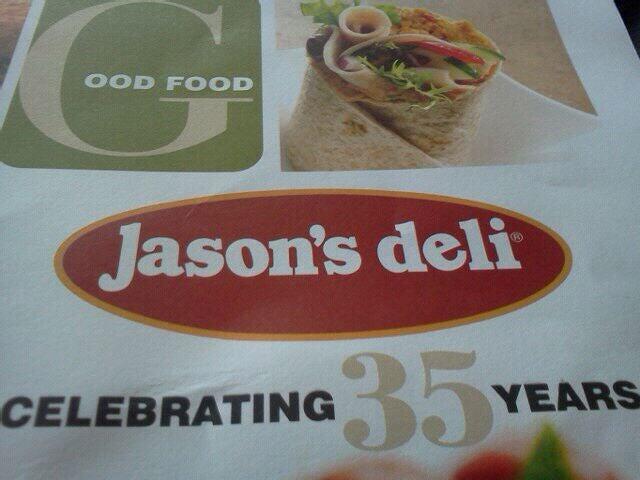 GOOD FOOD
Jason's deli®
CELEBRATING 35 YEARS